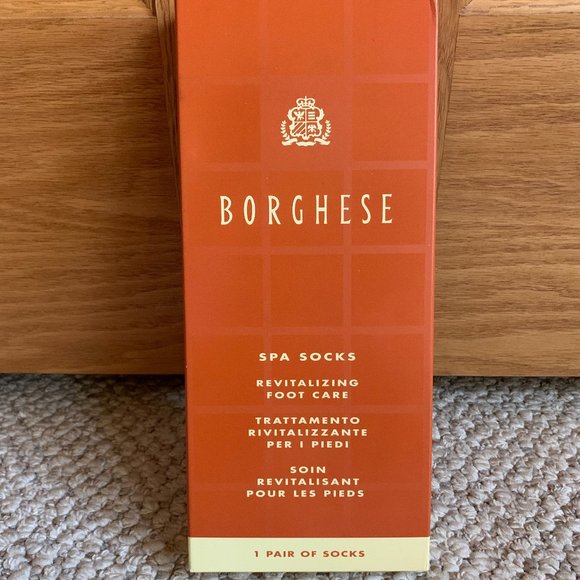 BORGHESE
SPA SOCKS
REVITALIZING
FOOT CARE
TRATTAMENTO
RIVITALIZZANTE
PER I PIEDI
SOIN
REVITALISANT
POUR LES PIEDS
1 PAIR OF SOCKS